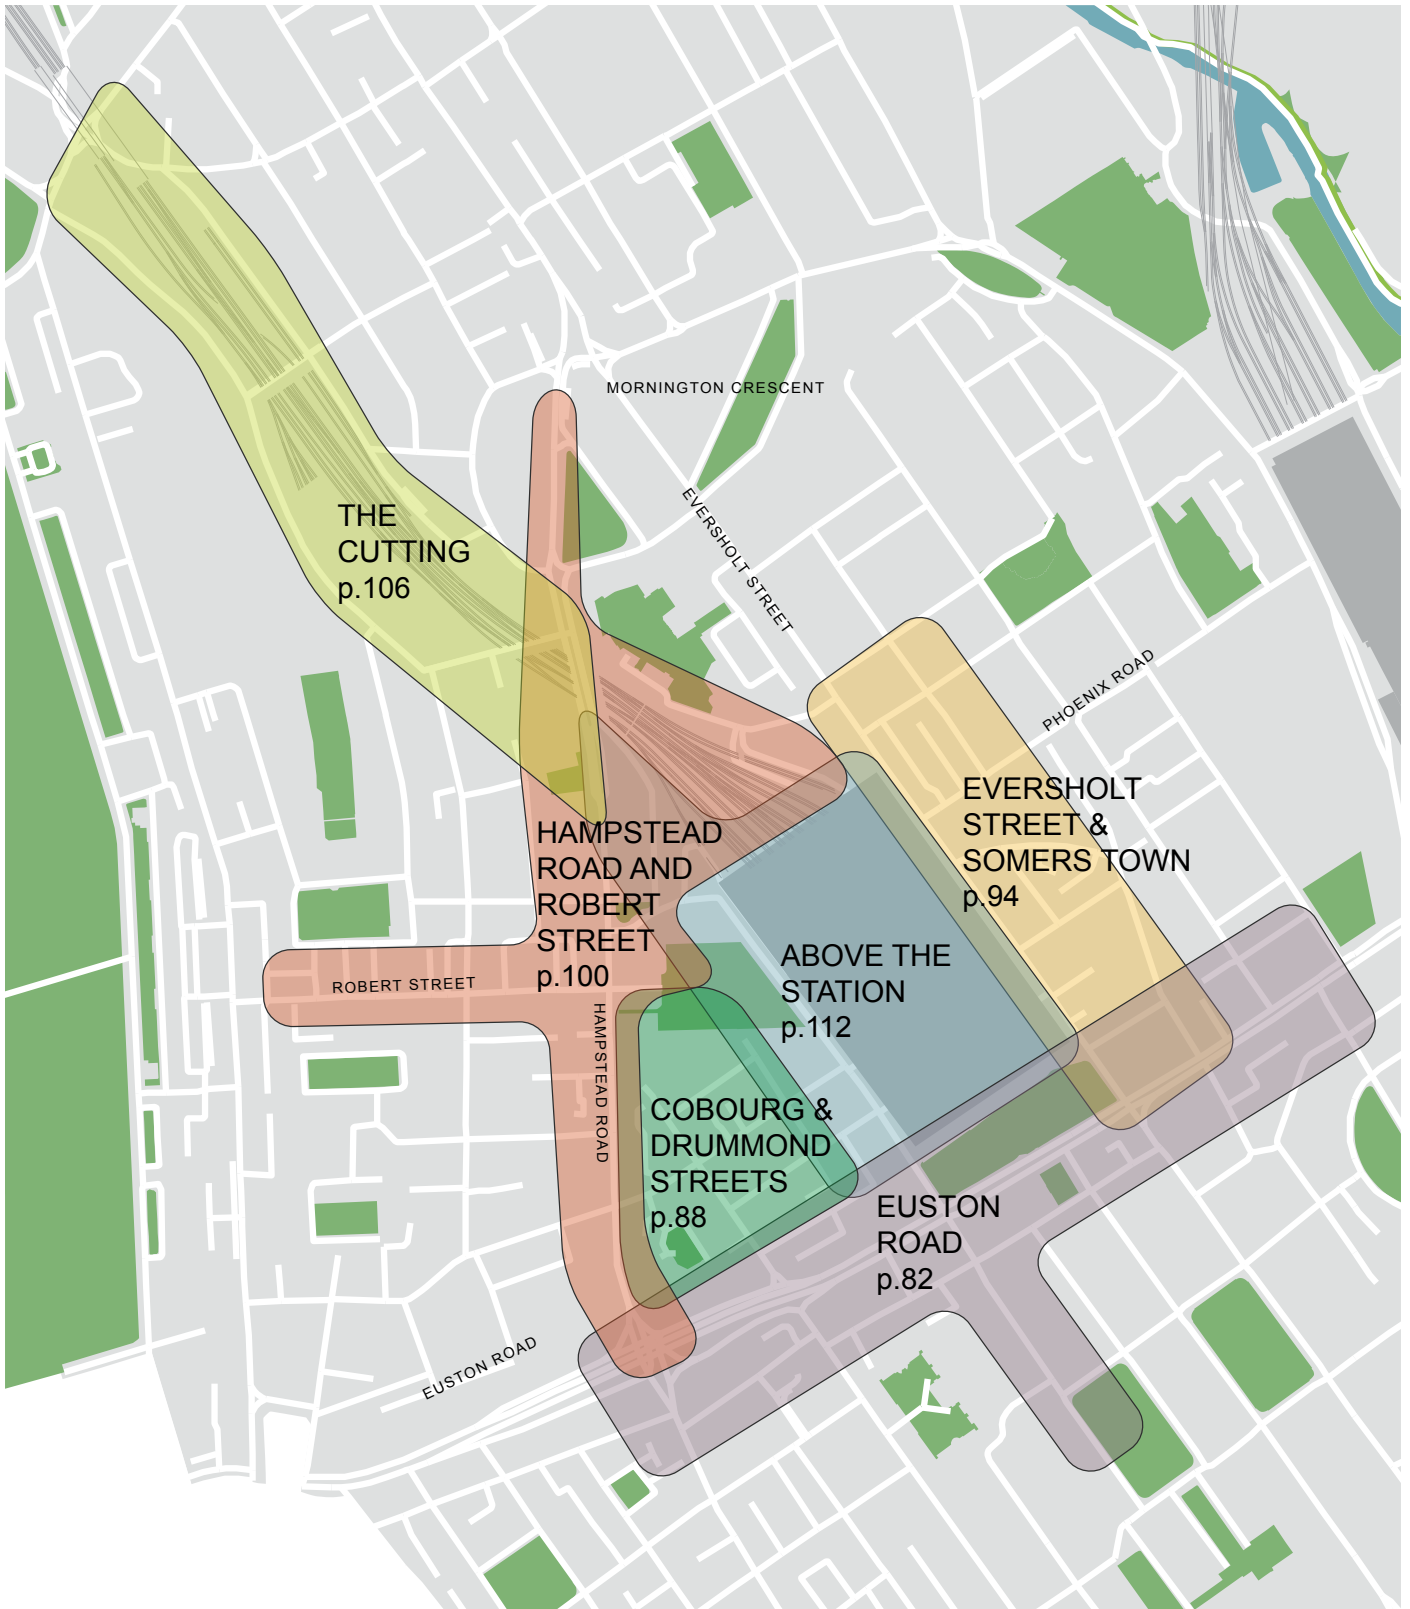 MORNINGTON CRESCENT
THE
CUTTING
p.106
EVERSHOLT STREET
PHOENIX ROAD
EVERSHOLT
STREET &
SOMERS TOWN
p.94
HAMPSTEAD
ROAD AND
ROBERT
STREET
p.100
ROBERT STREET
ABOVE THE
STATION
p.112
HAMPSTEAD ROAD
COBOURG &
DRUMMOND
STREETS
p.88
EUSTON
ROAD
p.82
EUSTON ROAD